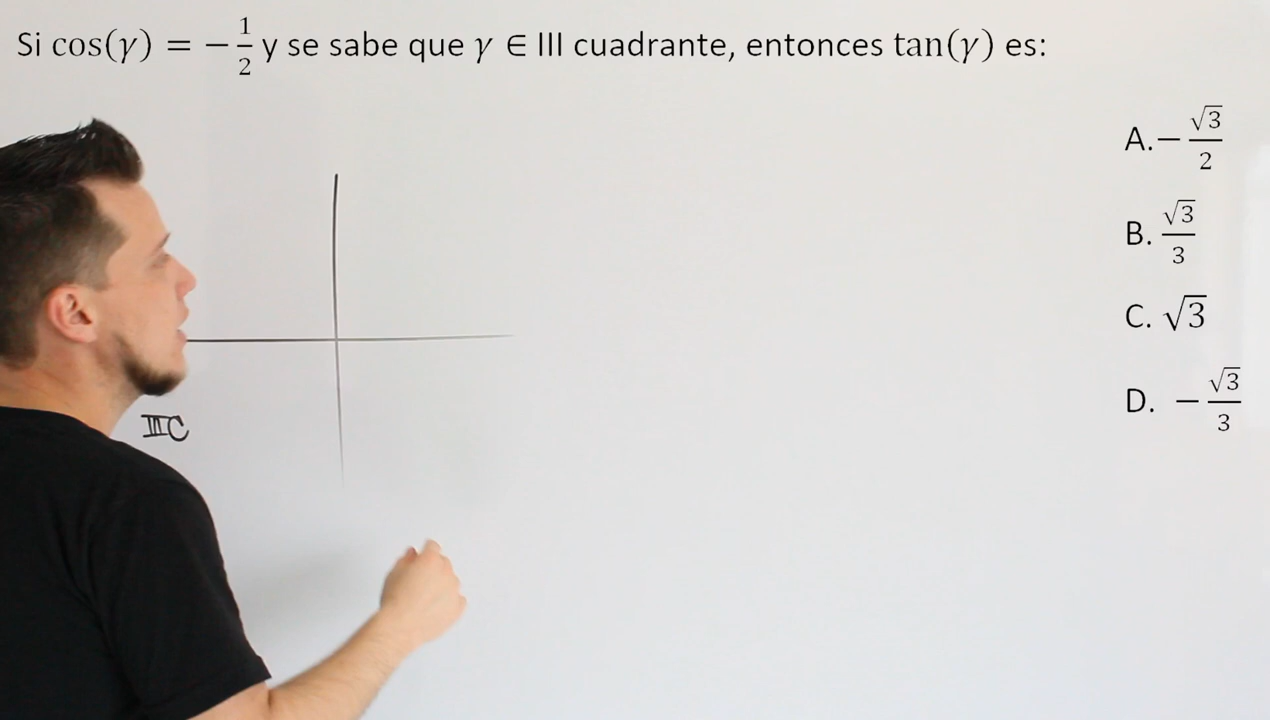 Si cos(γ) = −1/2 y se sabe que γ ∈ III cuadrante, entonces tan(γ) es:
A. −√3/2
B. √3/3
C. √3
D. −√3/3
IIIC